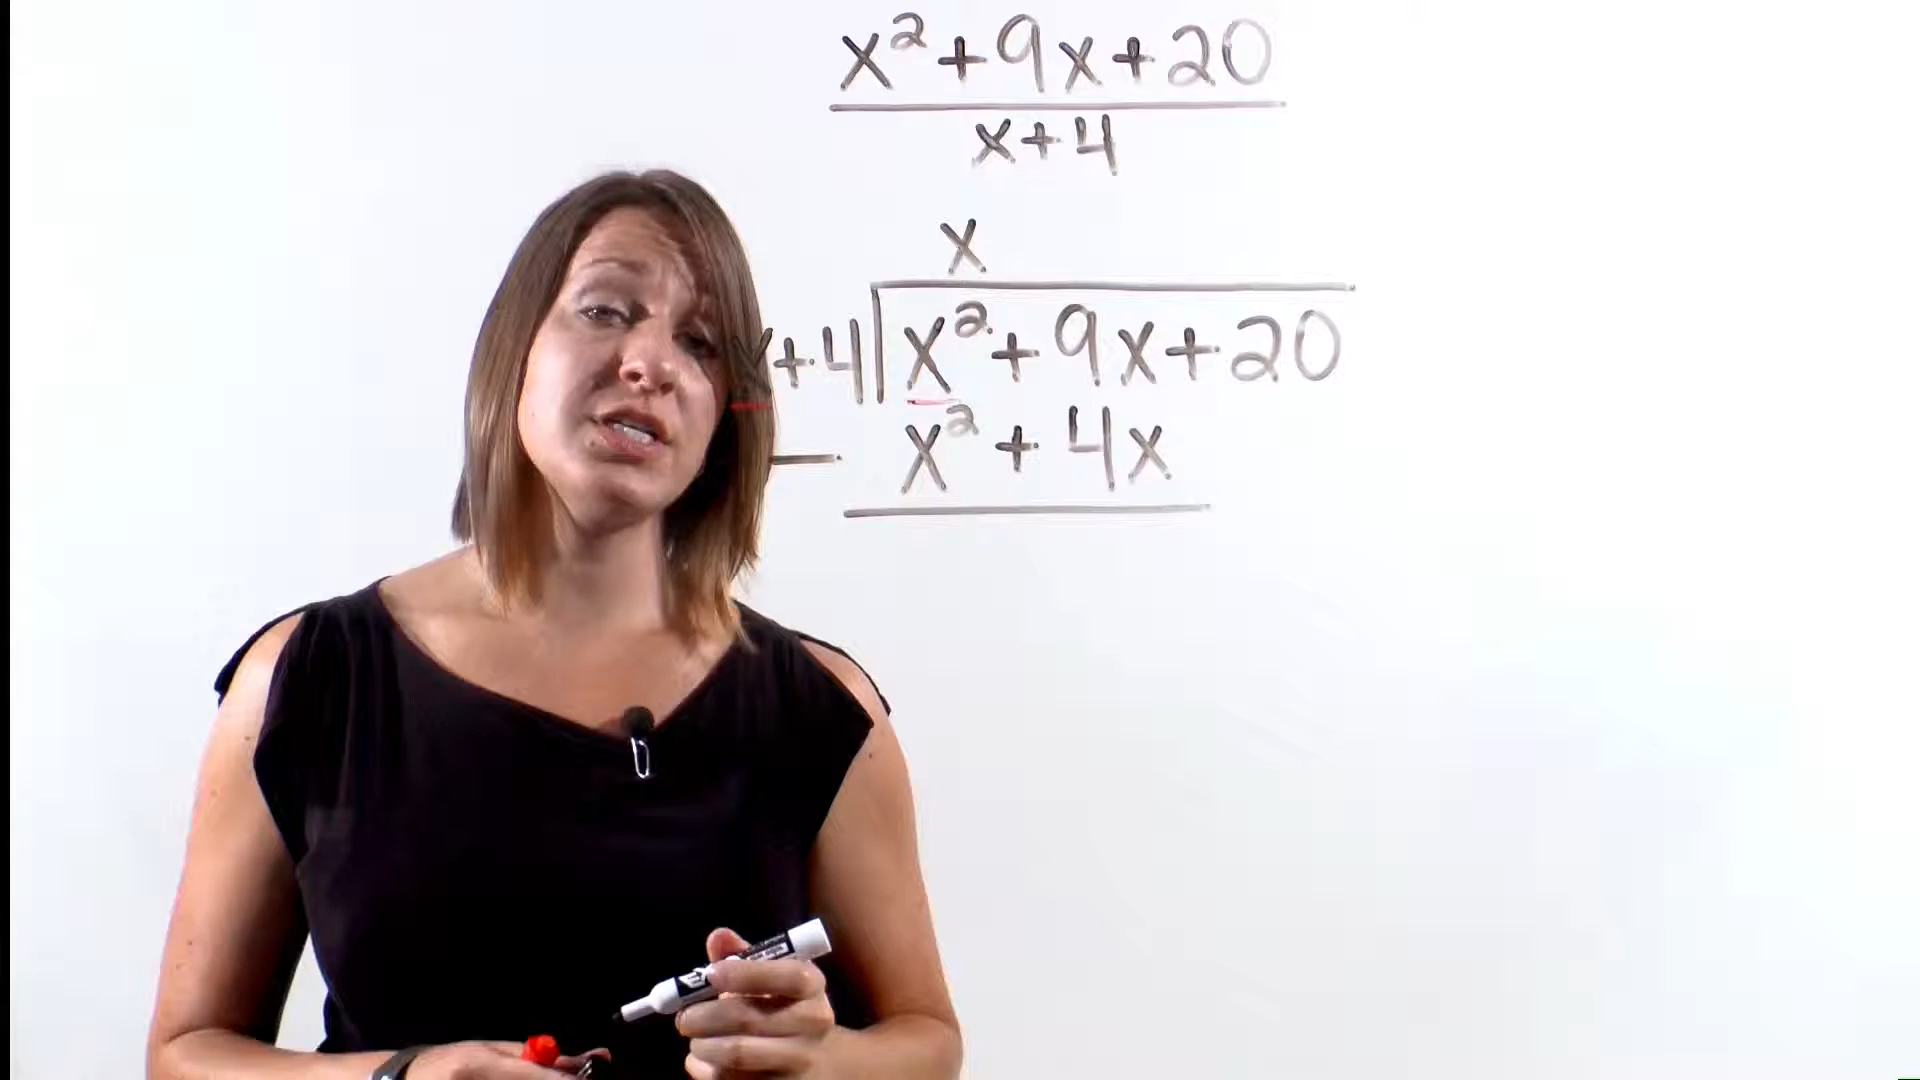 x² + 9x + 20
x + 4
x
x + 4 x² + 9x + 20
− x² + 4x